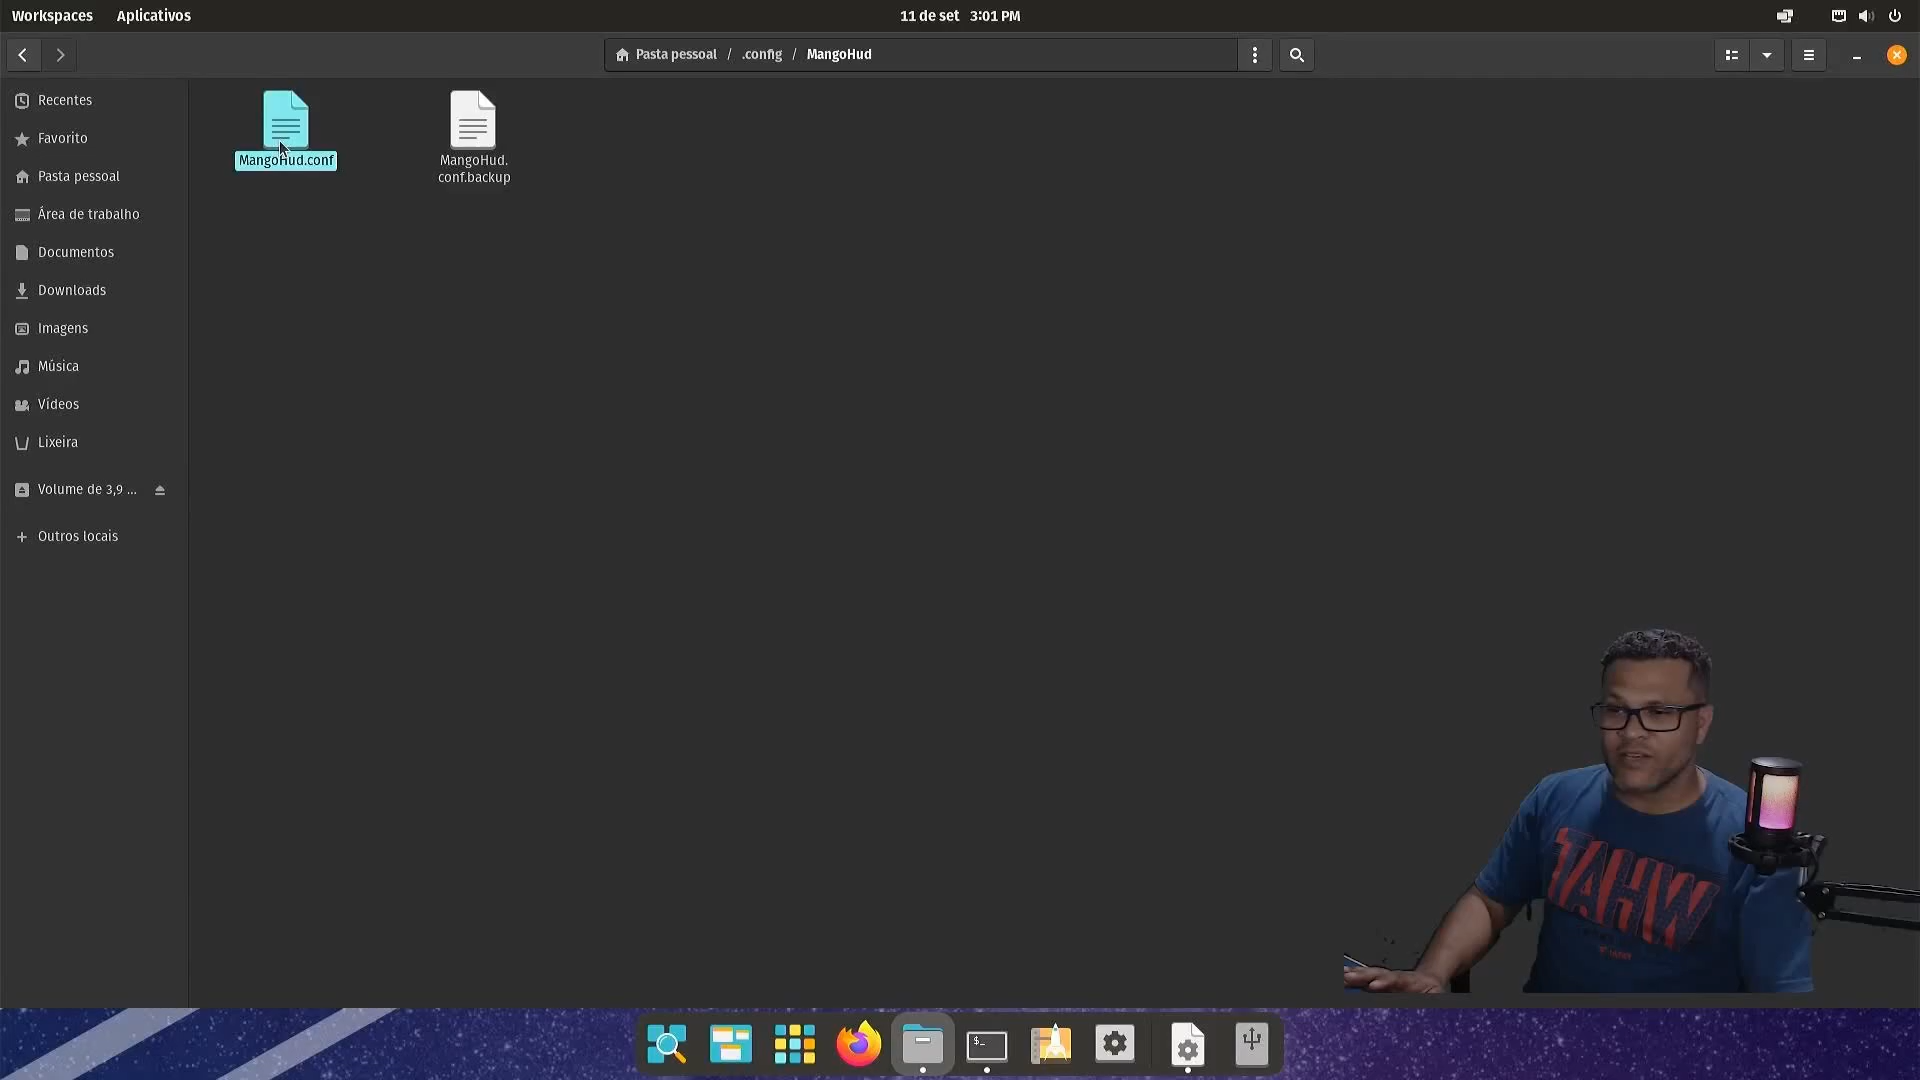 Workspaces
Aplicativos
11 de set 3:01 PM
Pasta pessoal / .config / MangoHud
Recentes
Favorito
Pasta pessoal
Área de trabalho
Documentos
Downloads
Imagens
Música
Vídeos
Lixeira
Volume de 3,9 ...
Outros locais
MangoHud.conf
MangoHud.
conf.backup
TAHW
$_